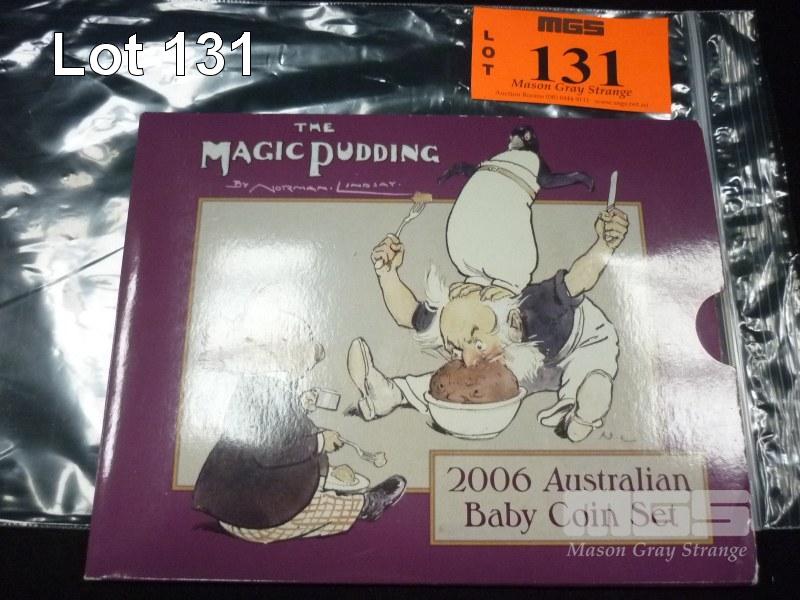 Lot 131
MGS
LOT
131
Mason Gray Strange
THE
MAGIC PUDDING
BY NORMAN LINDSAY.
2006 Australian
Baby Coin Set
MGS
Mason Gray Strange